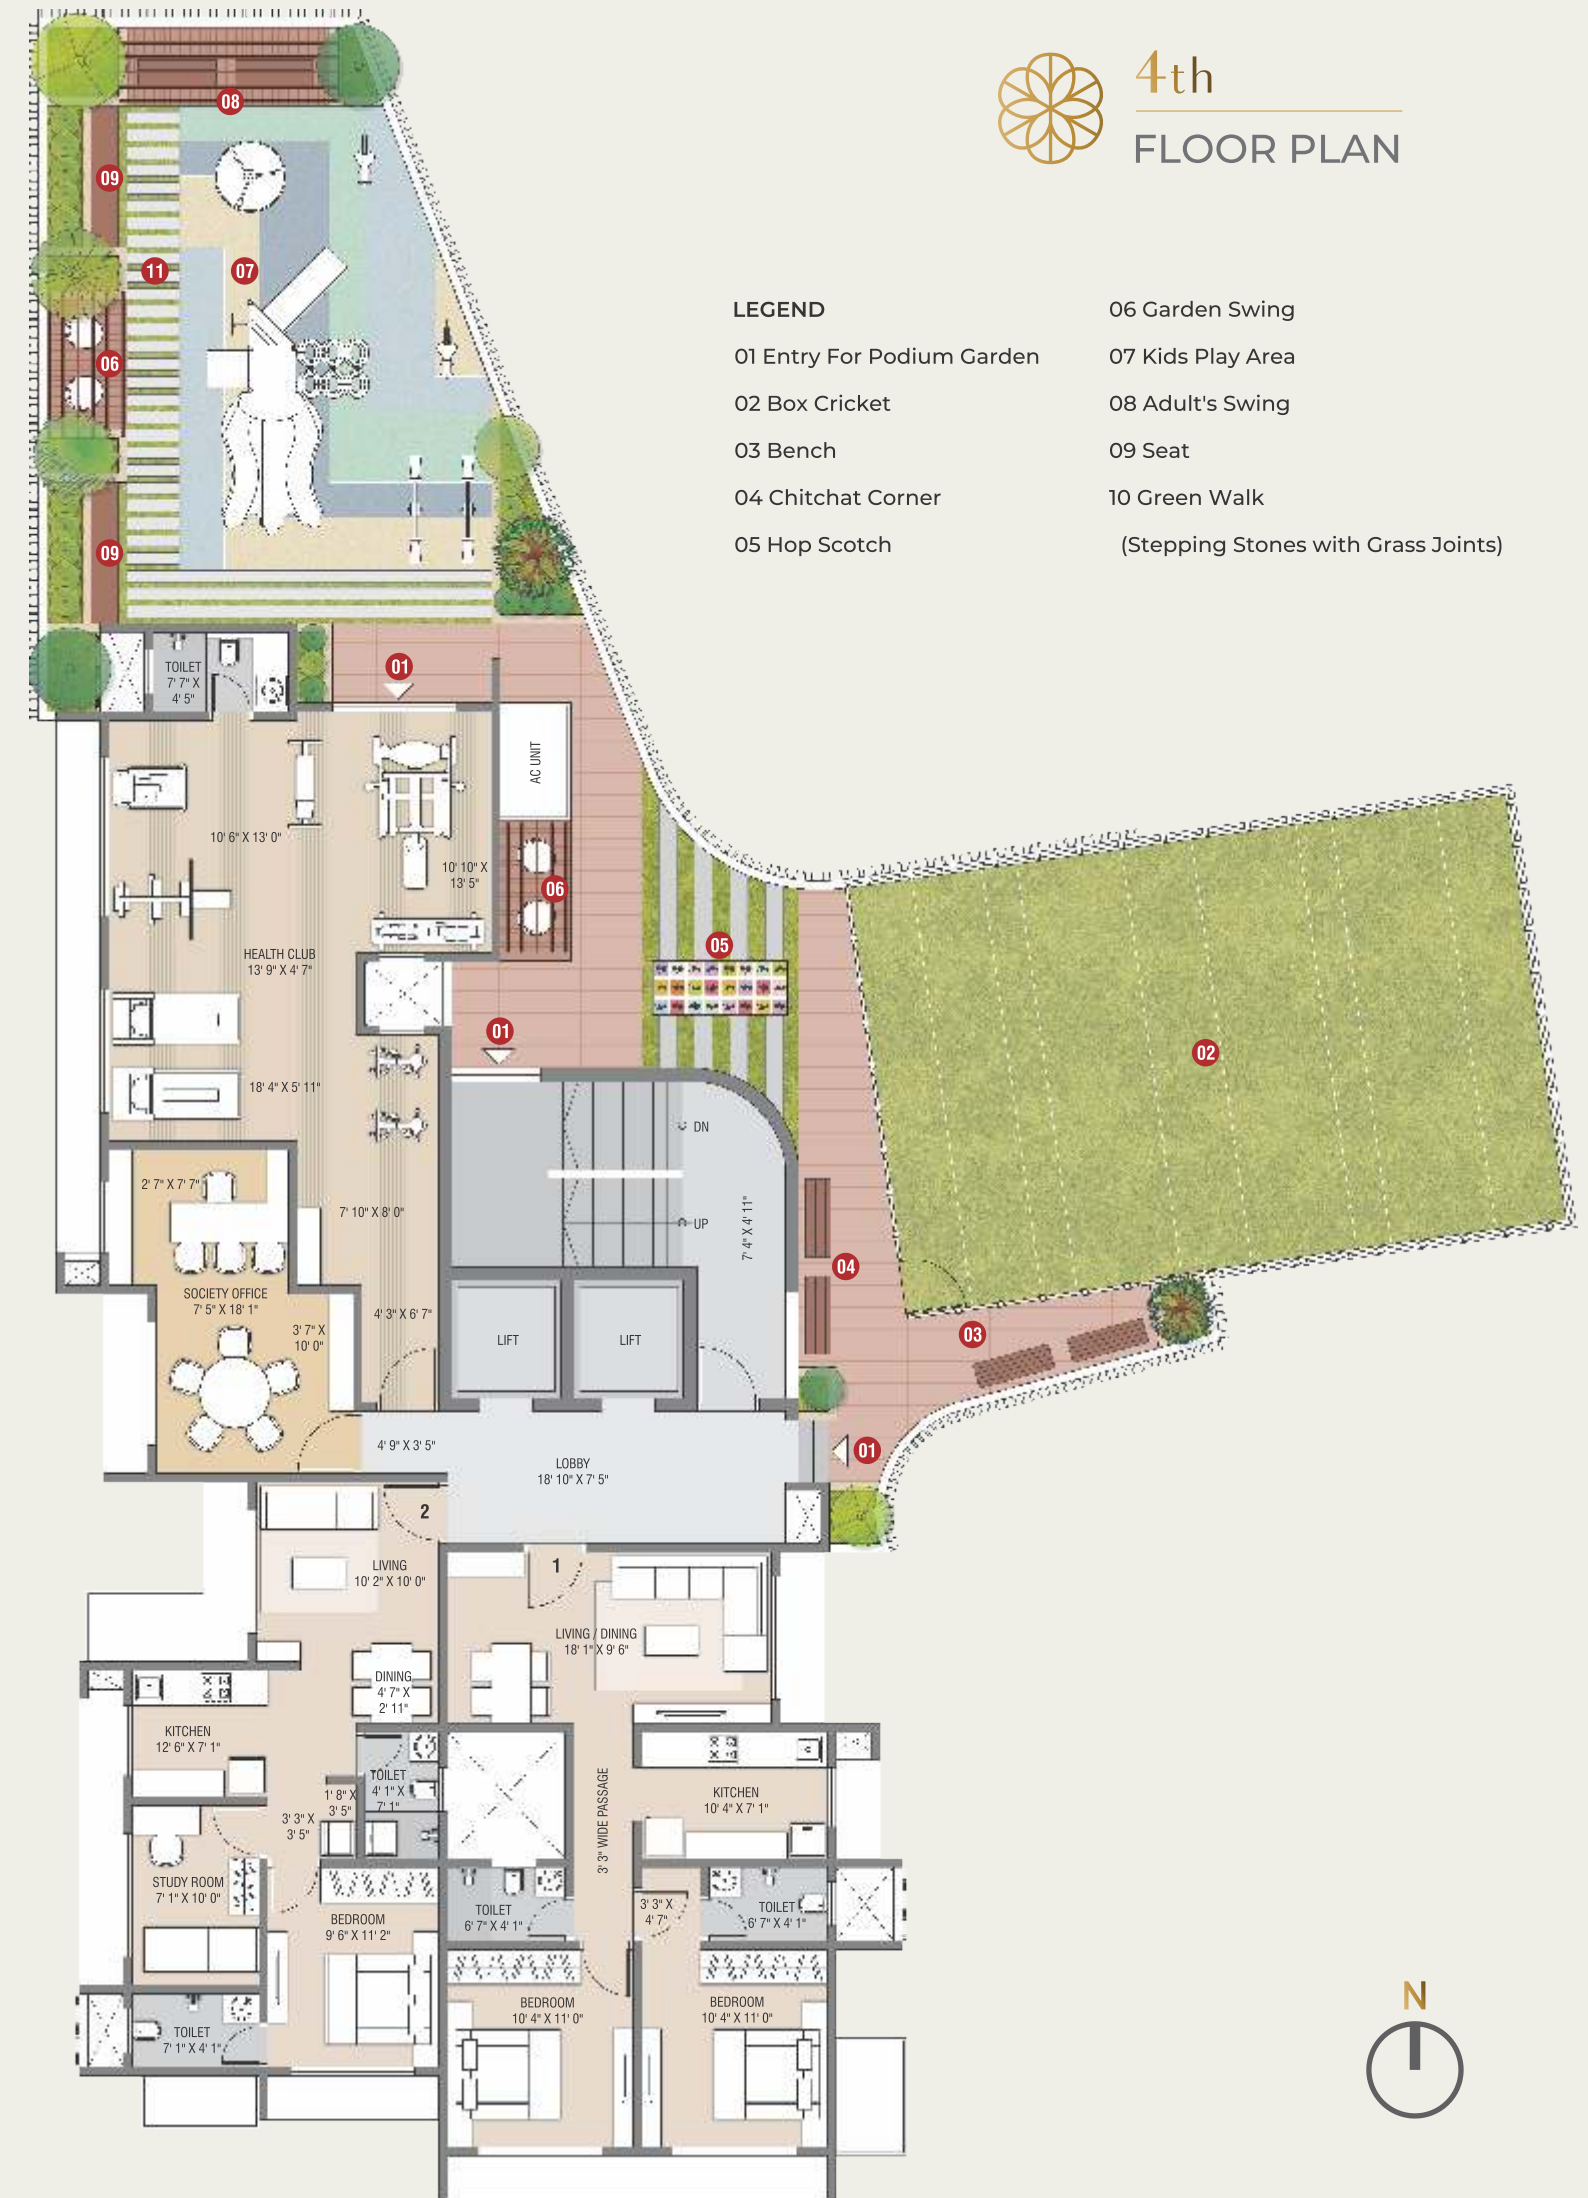 4th
FLOOR PLAN
LEGEND
01 Entry For Podium Garden
02 Box Cricket
03 Bench
04 Chitchat Corner
05 Hop Scotch
06 Garden Swing
07 Kids Play Area
08 Adult's Swing
09 Seat
10 Green Walk
(Stepping Stones with Grass Joints)
08
09
11
07
06
09
TOILET
7' 7" X
4' 5"
01
AC UNIT
10' 6" X 13' 0"
10' 10" X
13' 5"
06
HEALTH CLUB
13' 9" X 4' 7"
05
01
02
18' 4" X 5' 11"
DN
2' 7" X 7' 7"
7' 10" X 8' 0"
UP
7' 4" X 4' 11"
04
SOCIETY OFFICE
7' 5" X 18' 1"
3' 7" X
10' 0"
4' 3" X 6' 7"
LIFT
LIFT
03
4' 9" X 3' 5"
LOBBY
18' 10" X 7' 5"
01
2
LIVING
10' 2" X 10' 0"
1
LIVING / DINING
18' 1" X 9' 6"
DINING
4' 7" X
2' 11"
KITCHEN
12' 6" X 7' 1"
TOILET
4' 1" X
7' 1"
1' 8" X
3' 5"
3' 3" X
3' 5"
3' 3" WIDE PASSAGE
KITCHEN
10' 4" X 7' 1"
STUDY ROOM
7' 1" X 10' 0"
BEDROOM
9' 6" X 11' 2"
TOILET
6' 7" X 4' 1"
3' 3" X
4' 7"
TOILET
6' 7" X 4' 1"
BEDROOM
10' 4" X 11' 0"
BEDROOM
10' 4" X 11' 0"
TOILET
7' 1" X 4' 1"
N